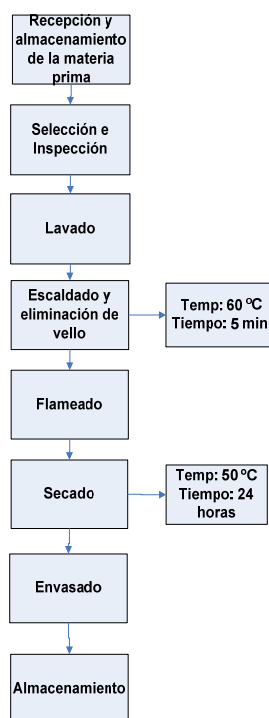 Recepción y
almacenamiento
de la materia
prima
Selección e
Inspección
Lavado
Escaldado y
eliminación de
vello
Temp: 60 ºC
Tiempo: 5 min
Flameado
Secado
Temp: 50 ºC
Tiempo: 24
horas
Envasado
Almacenamiento